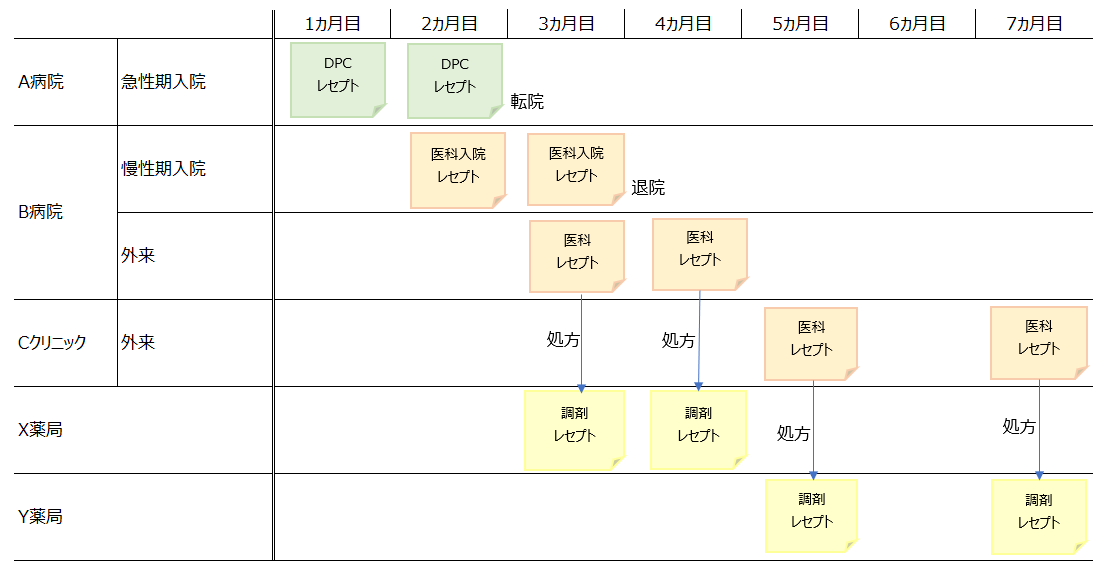 1カ月目 2カ月目 3カ月目 4カ月目 5カ月目 6カ月目 7カ月目
A病院
急性期入院
DPC
レセプト
DPC
レセプト
転院
B病院
慢性期入院
医科入院
レセプト
医科入院
レセプト
退院
外来
医科
レセプト
医科
レセプト
Cクリニック
外来
処方
処方
医科
レセプト
医科
レセプト
X薬局
調剤
レセプト
調剤
レセプト
処方
処方
Y薬局
調剤
レセプト
調剤
レセプト